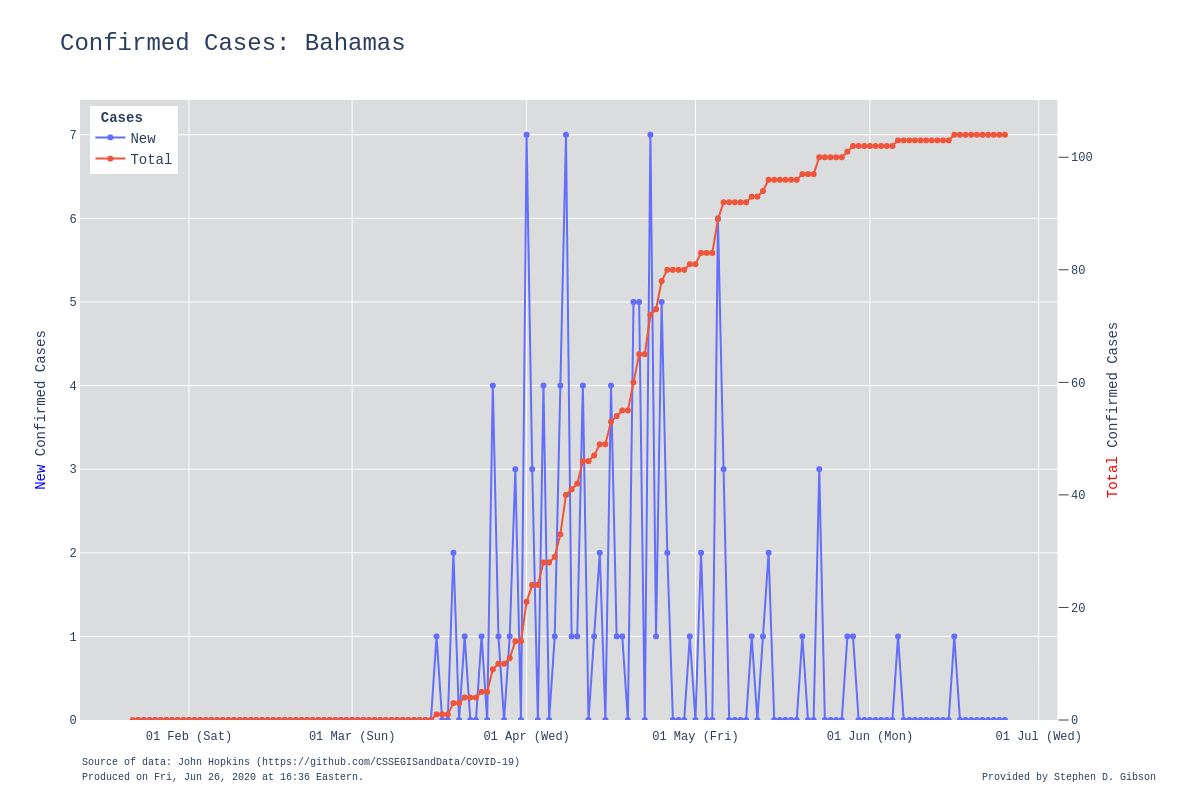 Confirmed Cases: Bahamas
Cases
New
Total
7
6
5
4
3
2
1
0
100
80
60
40
20
0
New Confirmed Cases
Total Confirmed Cases
01 Feb (Sat) 01 Mar (Sun) 01 Apr (Wed) 01 May (Fri) 01 Jun (Mon) 01 Jul (Wed)
Source of data: John Hopkins (https://github.com/CSSEGISandData/COVID-19)
Produced on Fri, Jun 26, 2020 at 16:36 Eastern.
Provided by Stephen D. Gibson